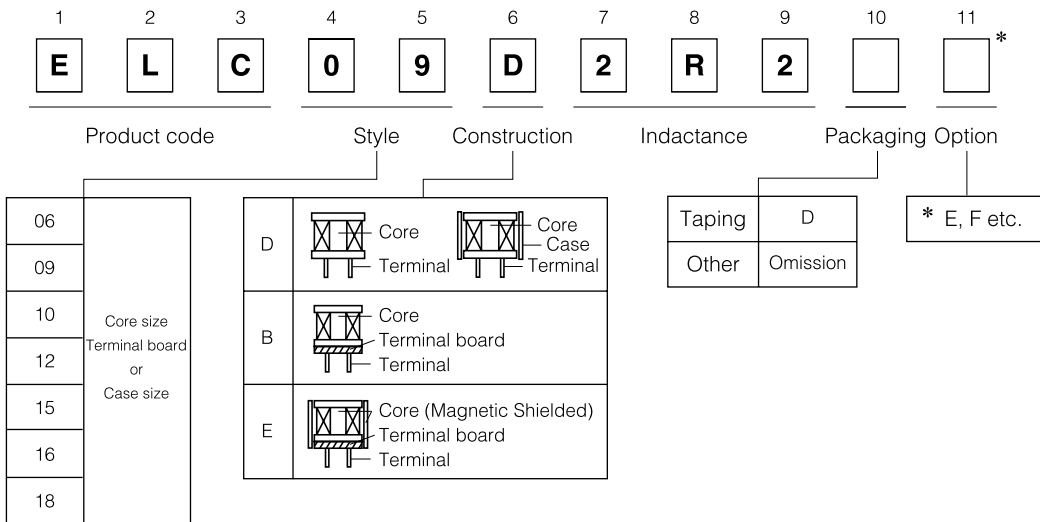 1 2 3 4 5 6 7 8 9 10 11
E L C 0 9 D 2 R 2 *
Product code Style Construction Indactance Packaging Option
06
09
10
12
15
16
18
Core size
Terminal board
or
Case size
D
Core
Terminal
Core
Case
Terminal
B
Core
Terminal board
Terminal
E
Core (Magnetic Shielded)
Terminal board
Terminal
Taping D
Other Omission
* E, F etc.